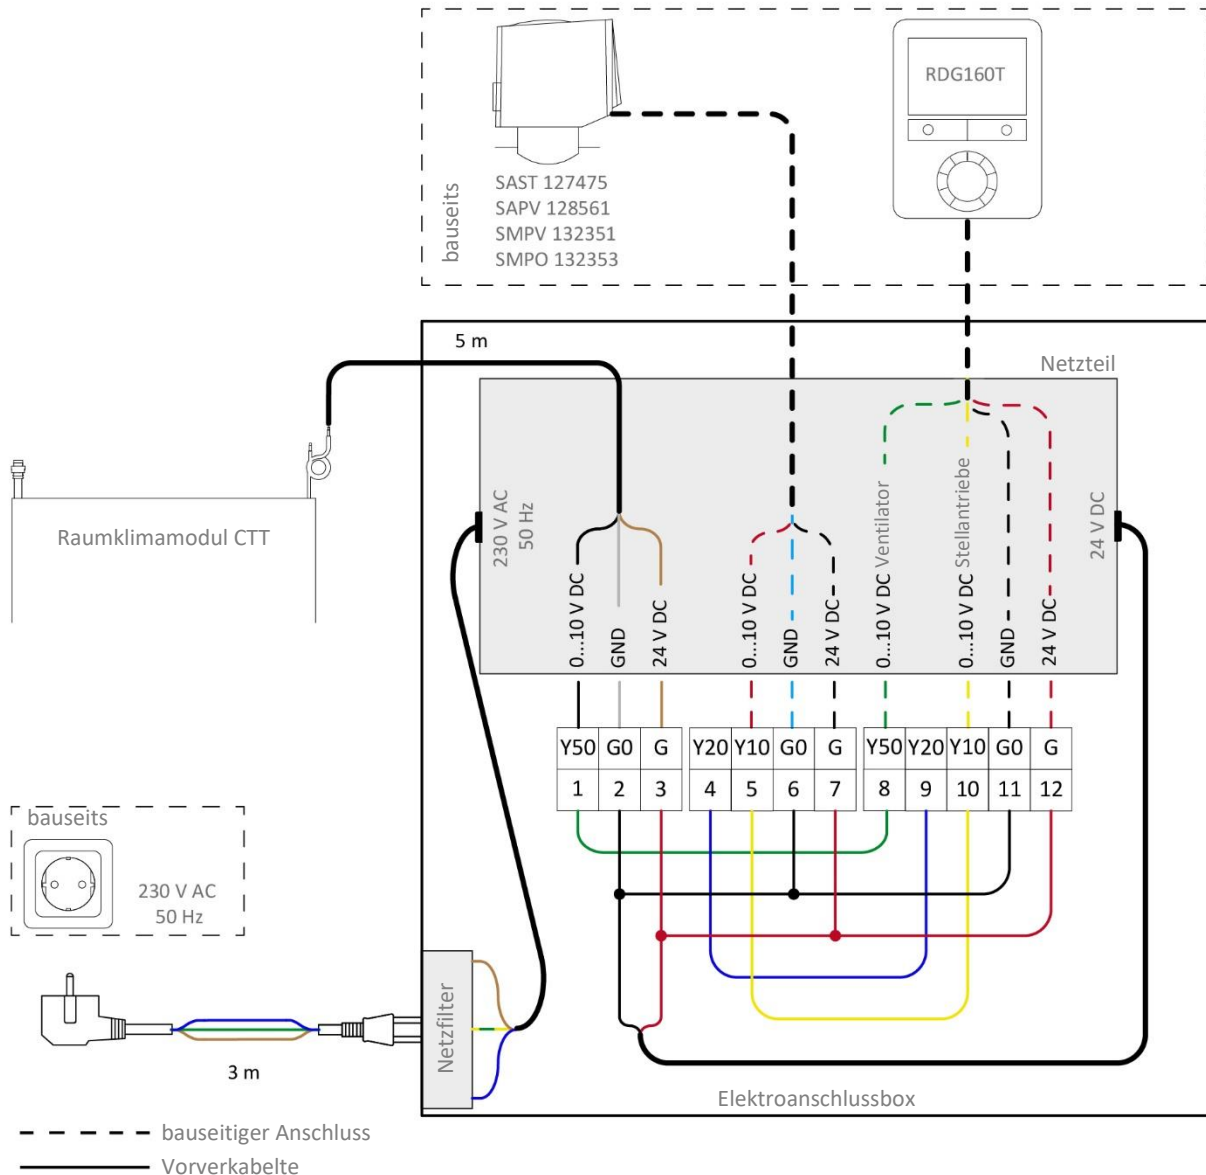 RDG160T
SAST 127475
SAPV 128561
SMPV 132351
SMPO 132353
bauseits
5 m
Netzteil
Raumklimamodul CTT
230 V AC
50 Hz
0...10 V DC
GND
24 V DC
0...10 V DC
GND
24 V DC
0...10 V DC Ventilator
0...10 V DC Stellantriebe
GND
24 V DC
24 V DC
Y50 G0 G Y20 Y10 G0 G Y50 Y20 Y10 G0 G
1 2 3 4 5 6 7 8 9 10 11 12
bauseits
230 V AC
50 Hz
Netzfilter
3 m
Elektroanschlussbox
bauseitiger Anschluss
Vorverkabelte